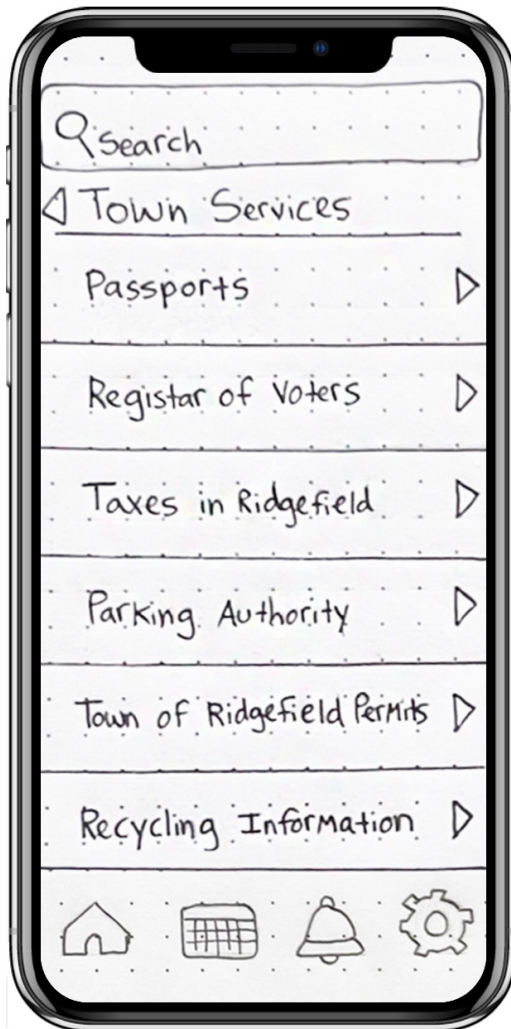 Search
Town Services
Passports
Registar of Voters
Taxes in Ridgefield
Parking Authority
Town of Ridgefield Permits
Recycling Information